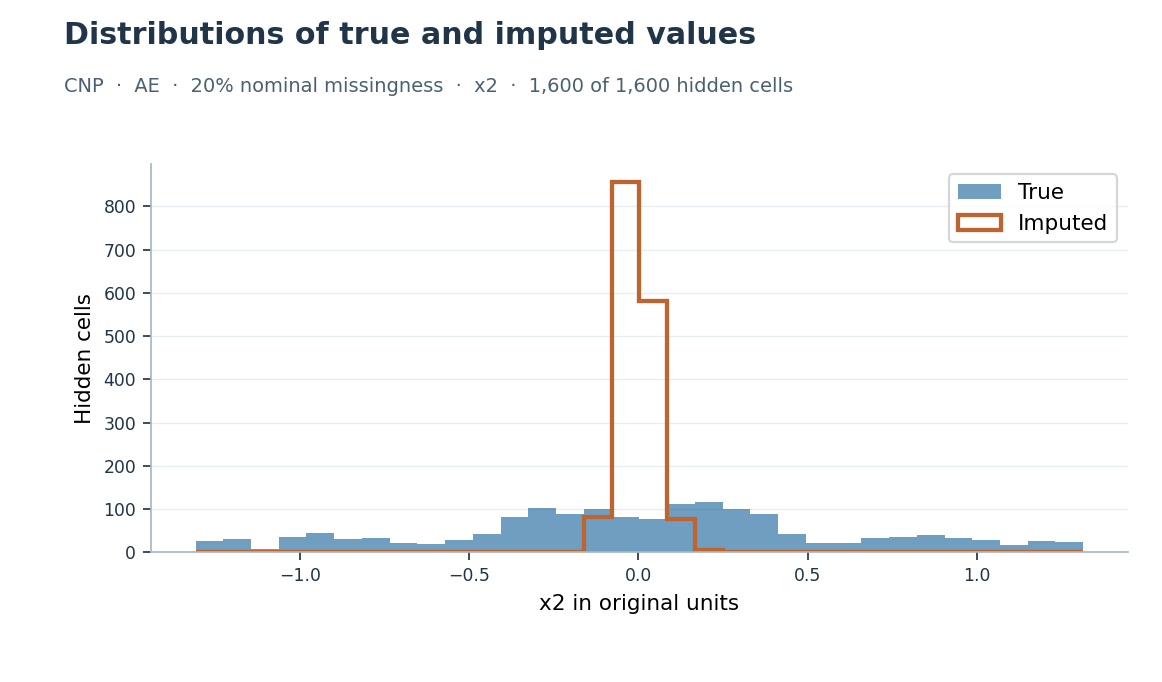 Distributions of true and imputed values
CNP · AE · 20% nominal missingness · x2 · 1,600 of 1,600 hidden cells
True
Imputed
800
700
600
500
400
300
200
100
0
Hidden cells
−1.0
−0.5
0.0
0.5
1.0
x2 in original units